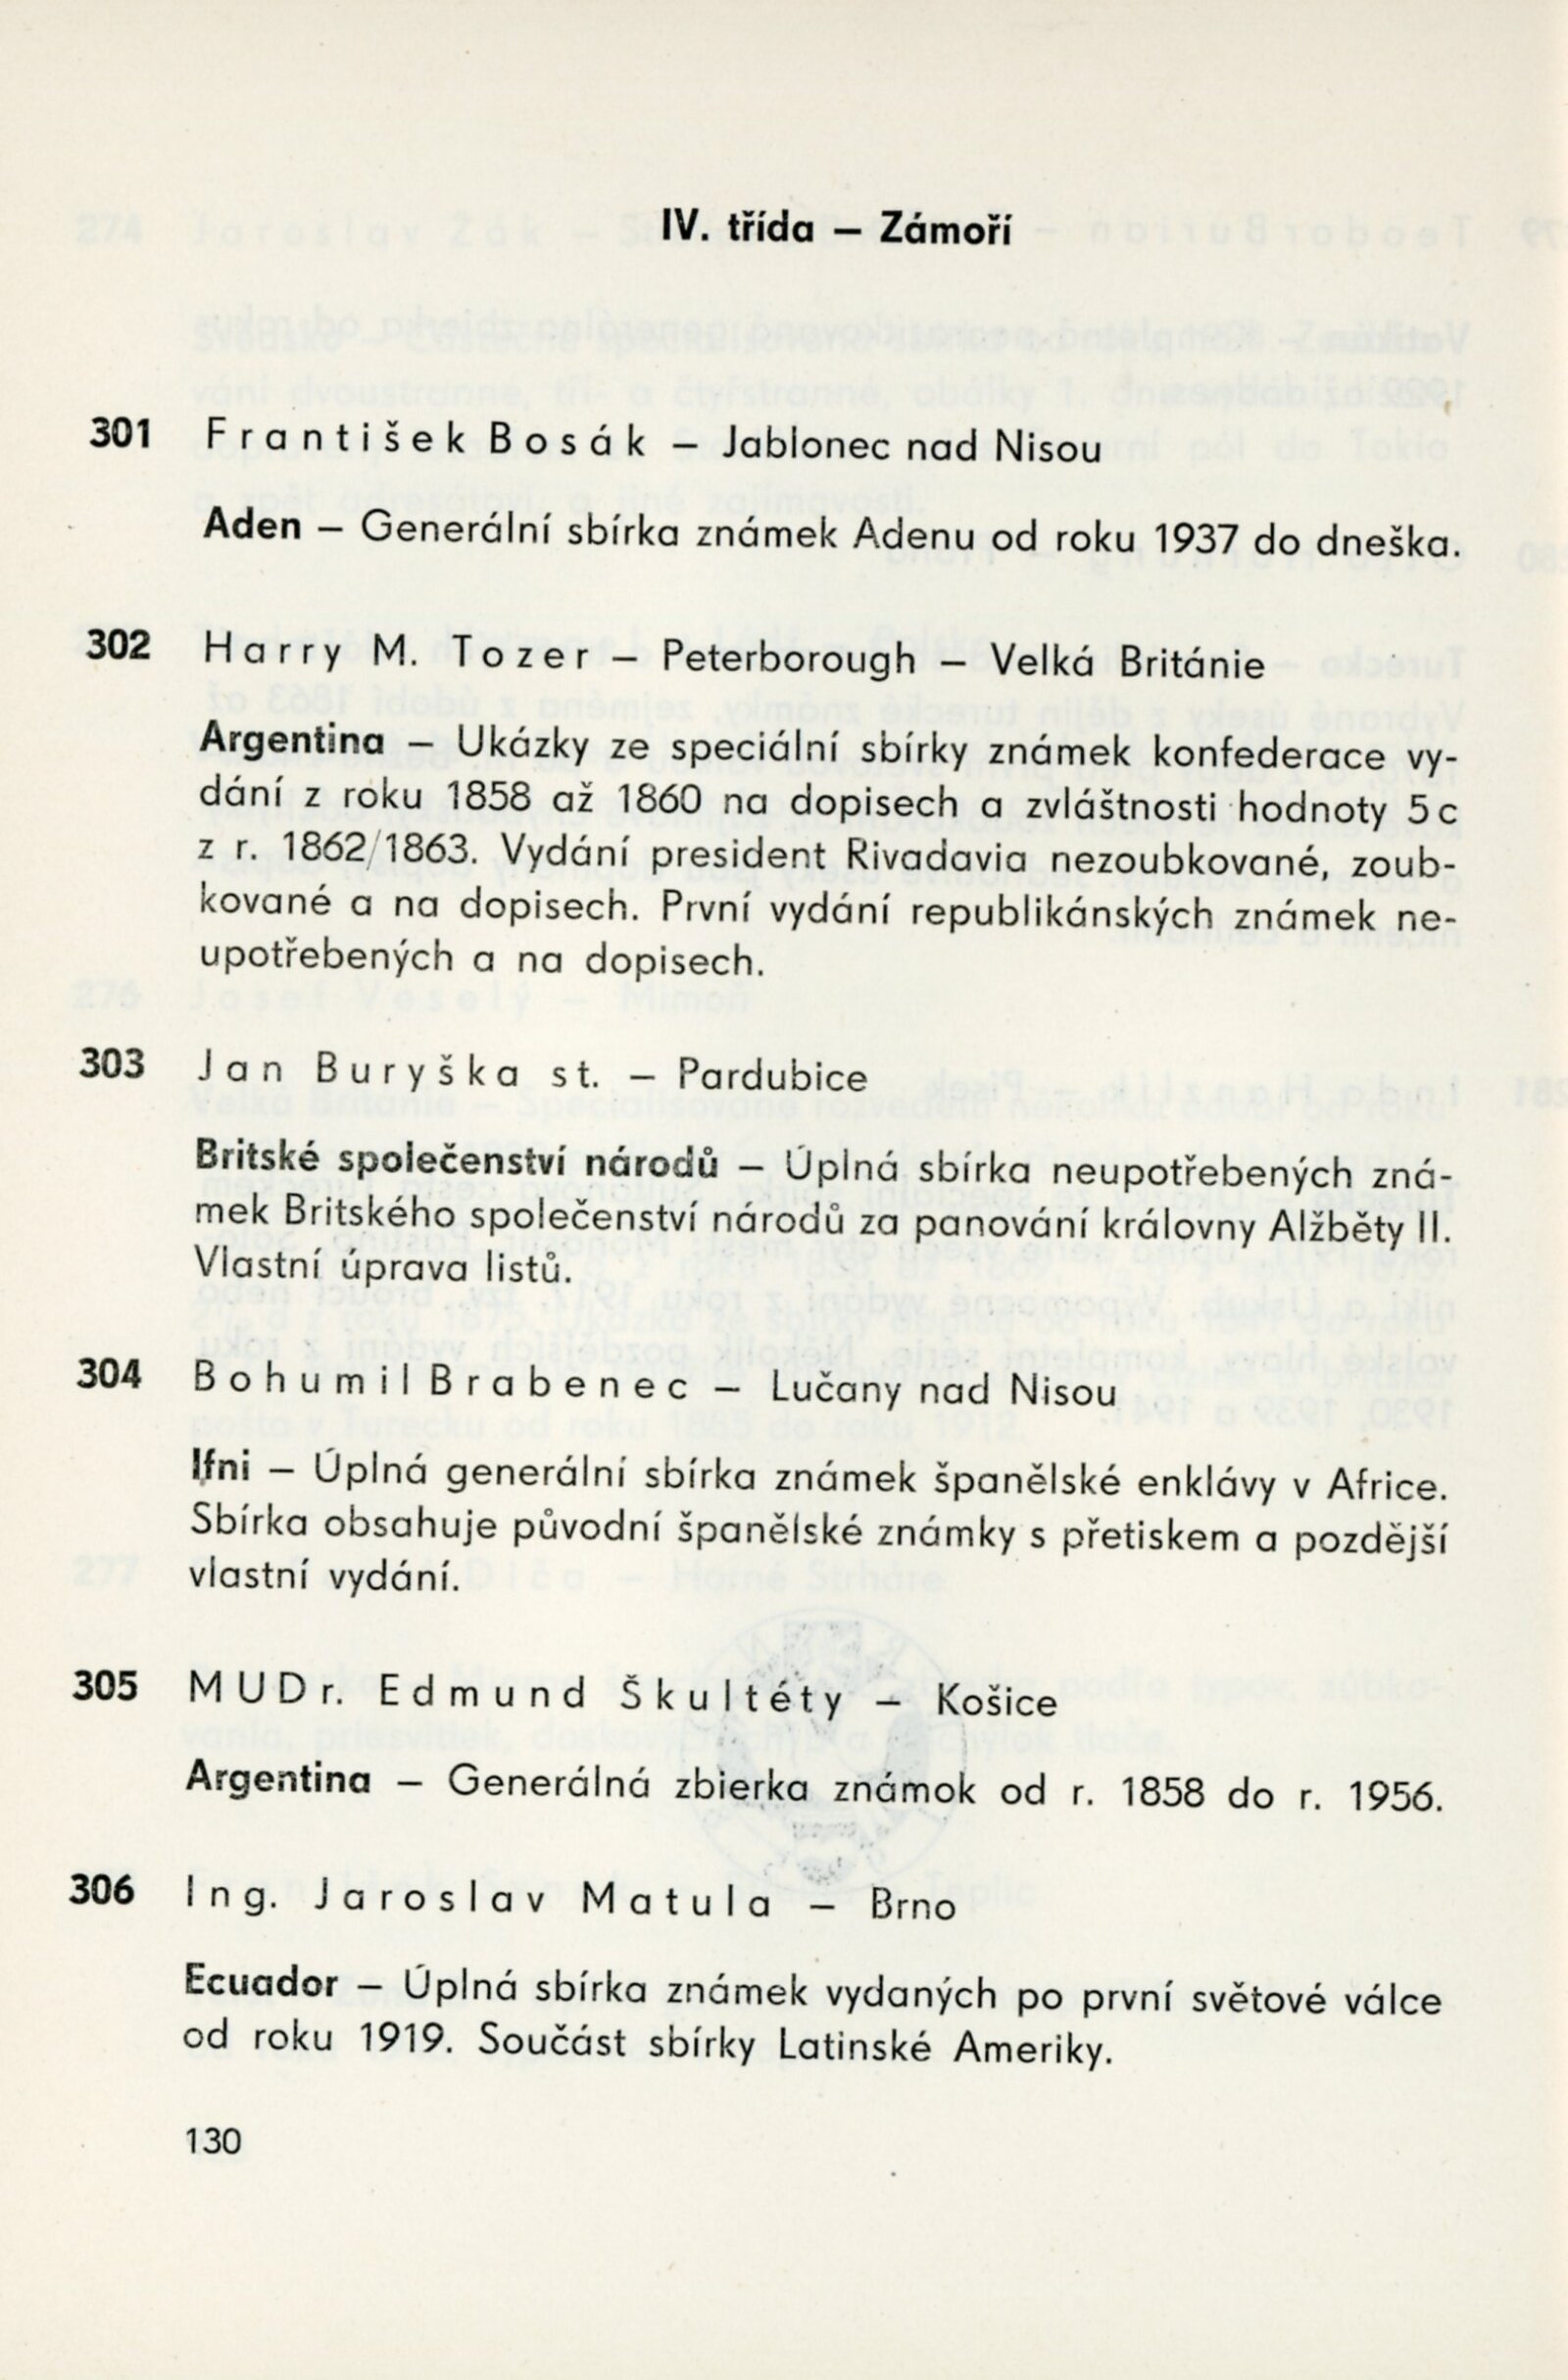 IV. třída – Zámoří
301 František Bosák – Jablonec nad Nisou
Aden – Generální sbírka známek Adenu od roku 1937 do dneška.
302 Harry M. Tozer – Peterborough – Velká Británie
Argentina – Ukázky ze speciální sbírky známek konfederace vy-
dání z roku 1858 až 1860 na dopisech a zvláštnosti hodnoty 5 c
z r. 1862/1863. Vydání president Rivadavia nezoubkované, zoub-
kované a na dopisech. První vydání republikánských známek ne-
upotřebených a na dopisech.
303 Jan Buryška st. – Pardubice
Britské společenství národů – Úplná sbírka neupotřebených zná-
mek Britského společenství národů za panování královny Alžběty II.
Vlastní úprava listů.
304 Bohumil Brabenec – Lučany nad Nisou
Ifni – Úplná generální sbírka známek španělské enklávy v Africe.
Sbírka obsahuje původní španělské známky s přetiskem a pozdější
vlastní vydání.
305 MUDr. Edmund Škultéty – Košice
Argentina – Generálná zbierka známok od r. 1858 do r. 1956.
306 Ing. Jaroslav Matula – Brno
Ecuador – Úplná sbírka známek vydaných po první světové válce
od roku 1919. Součást sbírky Latinské Ameriky.
130